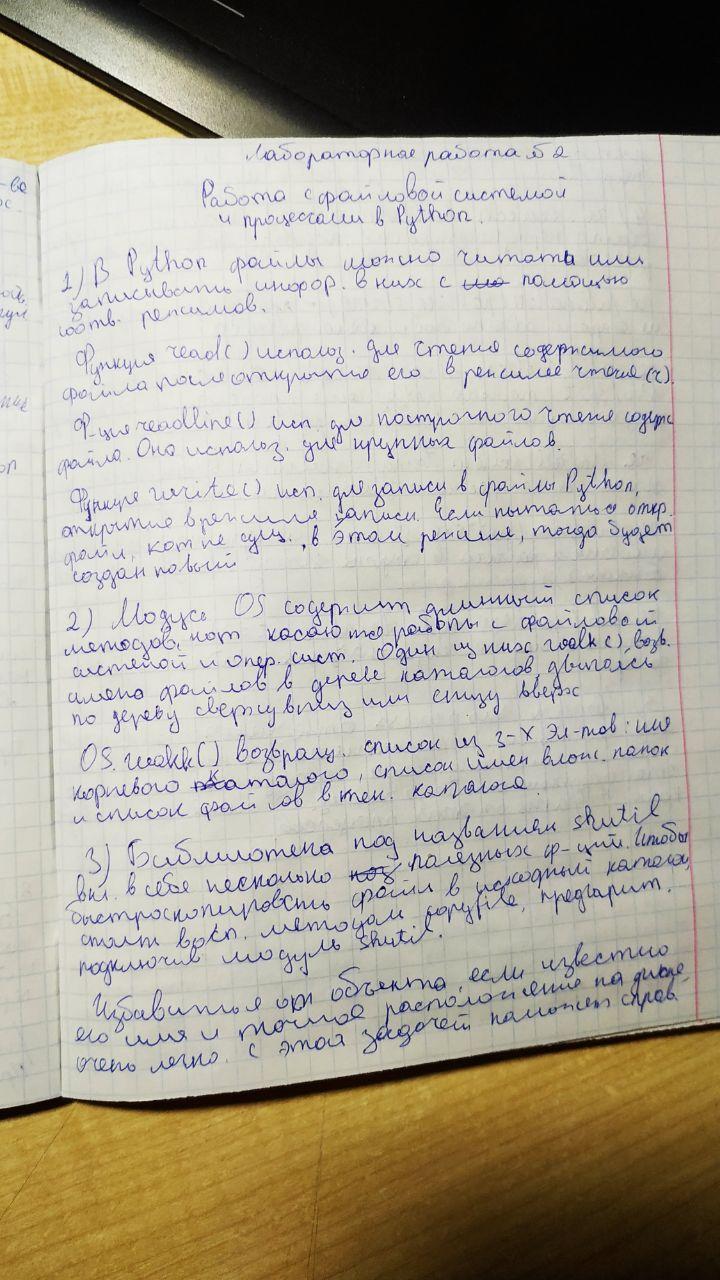 Лабораторная работа №2
Работа с файловой системой
и процессами в Python.
1) В Python файлы можно читать или
записывать инфор. в них с помощью
соотв. режимов.
Функция read() использ. для чтения содержимого
файла после открытия его в режиме чтения (r).
Ф-ция readline() исп. для построчного чтения содерж
файла. Она использ. для крупных файлов.
Функция write() исп. для записи в файлы Python,
открытые в режиме записи. Если пытаться откр.
файл, кот не сущ., в этом режиме, тогда будет
создан новый
2) Модуль OS содержит длинный список
методов, кот касаются работы с файловой
системой и опер. сист. Один из них walk(), возв.
имена файлов в дереве каталогов, двигаясь
по дереву сверху вниз или снизу вверх
OS.walk() возвращ. список из 3-х эл-тов: имя
корневого каталога, список имен влож. папок
и список файлов в тек. каталоге.
3) Библиотека под названием shutil
вкл. в себе несколько полезных ф-ций. Чтобы
быстро скопировать файл в исходный каталог,
стоит восп. методом copyfile, предварит.
подключив модуль shutil.
Избавиться от объекта, если известно
его имя и точное расположение на диске,
очень легко. С этой задачей поможет справ